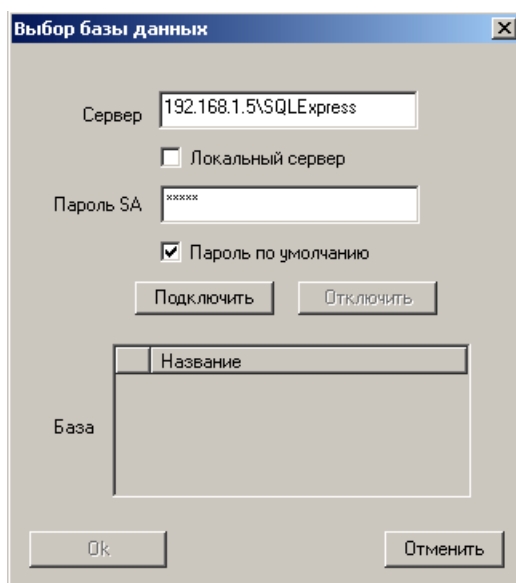 Выбор базы данных
Сервер 192.168.1.5\SQLExpress
Локальный сервер
Пароль SA *****
Пароль по умолчанию
Подключить Отключить
Название
База
Ok Отменить